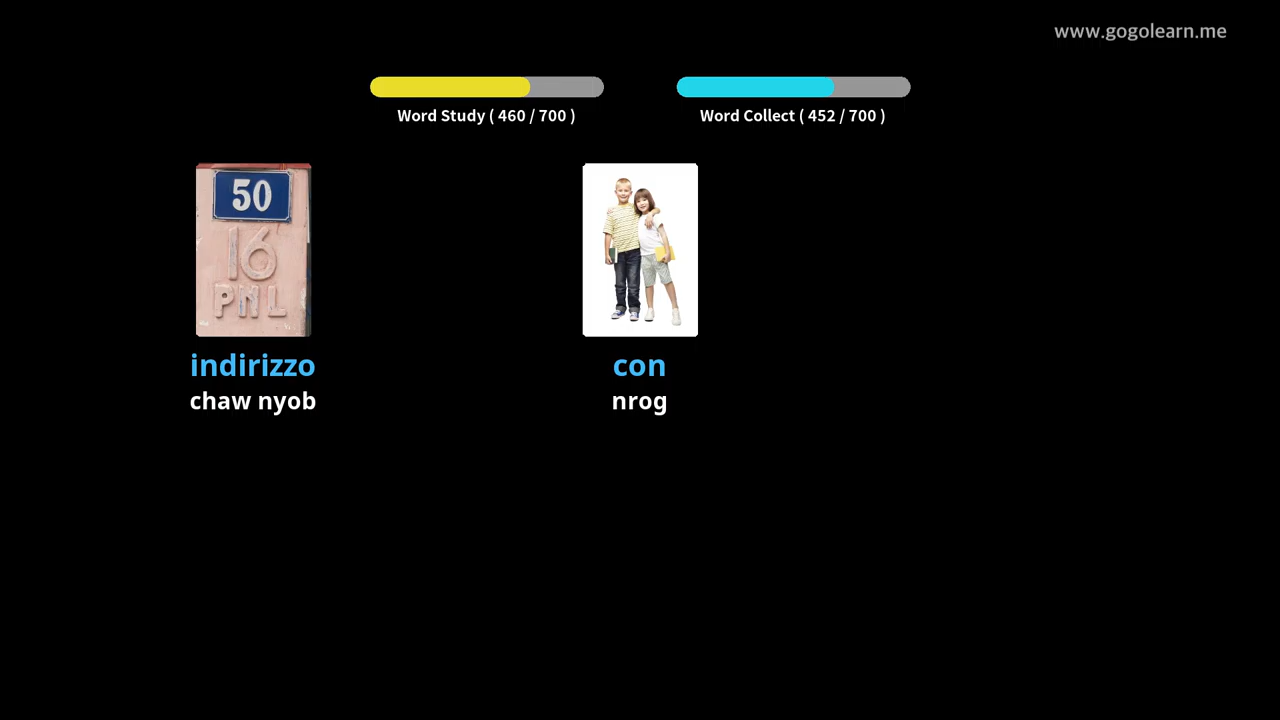 www.gogolearn.me
Word Study ( 460 / 700 )
Word Collect ( 452 / 700 )
50
16
PNL
indirizzo
chaw nyob
con
nrog